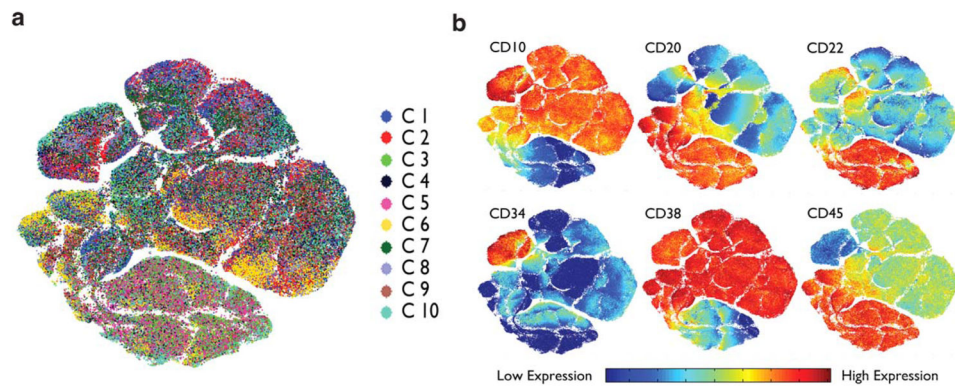 a
C 1
C 2
C 3
C 4
C 5
C 6
C 7
C 8
C 9
C 10
b
CD10
CD20
CD22
CD34
CD38
CD45
Low Expression
High Expression